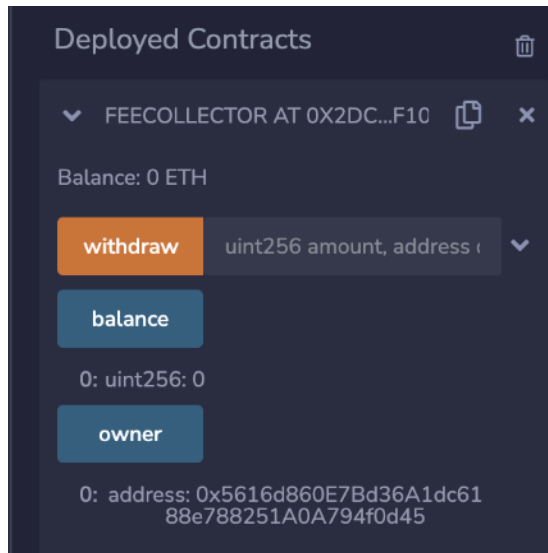 Deployed Contracts
FEECOLLECTOR AT 0X2DC...F10
Balance: 0 ETH
withdraw uint256 amount, address
balance
0: uint256: 0
owner
0: address: 0x5616d860E7Bd36A1dc61
88e788251A0A794f0d45